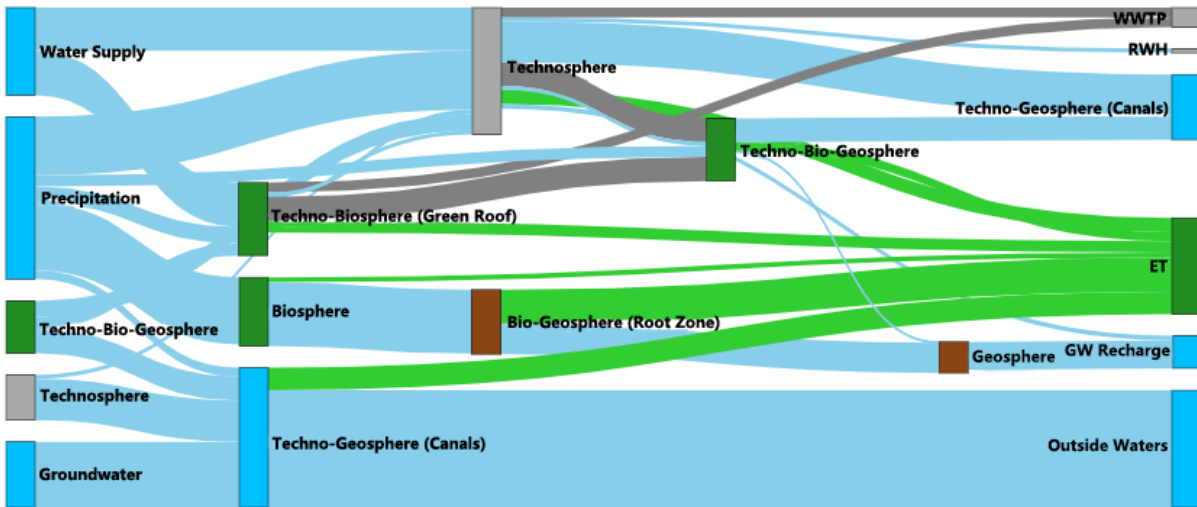 Water Supply
Technosphere
WWTP
RWH
Techno-Geosphere (Canals)
Techno-Bio-Geosphere
Precipitation
Techno-Biosphere (Green Roof)
ET
Biosphere
Bio-Geosphere (Root Zone)
Techno-Bio-Geosphere
GW Recharge
Geosphere
Technosphere
Techno-Geosphere (Canals)
Outside Waters
Groundwater